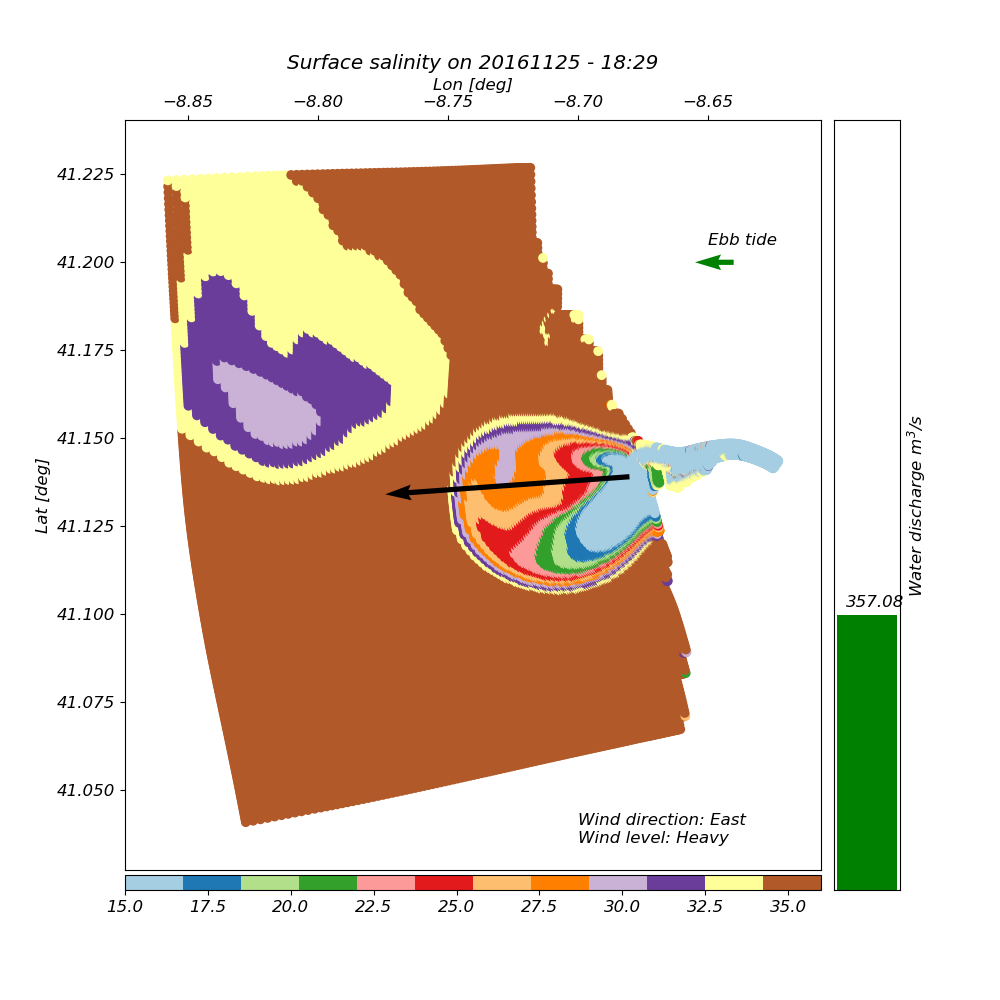 Surface salinity on 20161125 - 18:29
Lon [deg]
−8.85 −8.80 −8.75 −8.70 −8.65
41.225
41.200
41.175
41.150
41.125
41.100
41.075
41.050
Lat [deg]
Ebb tide
Wind direction: East
Wind level: Heavy
357.08
Water discharge m³/s
15.0 17.5 20.0 22.5 25.0 27.5 30.0 32.5 35.0